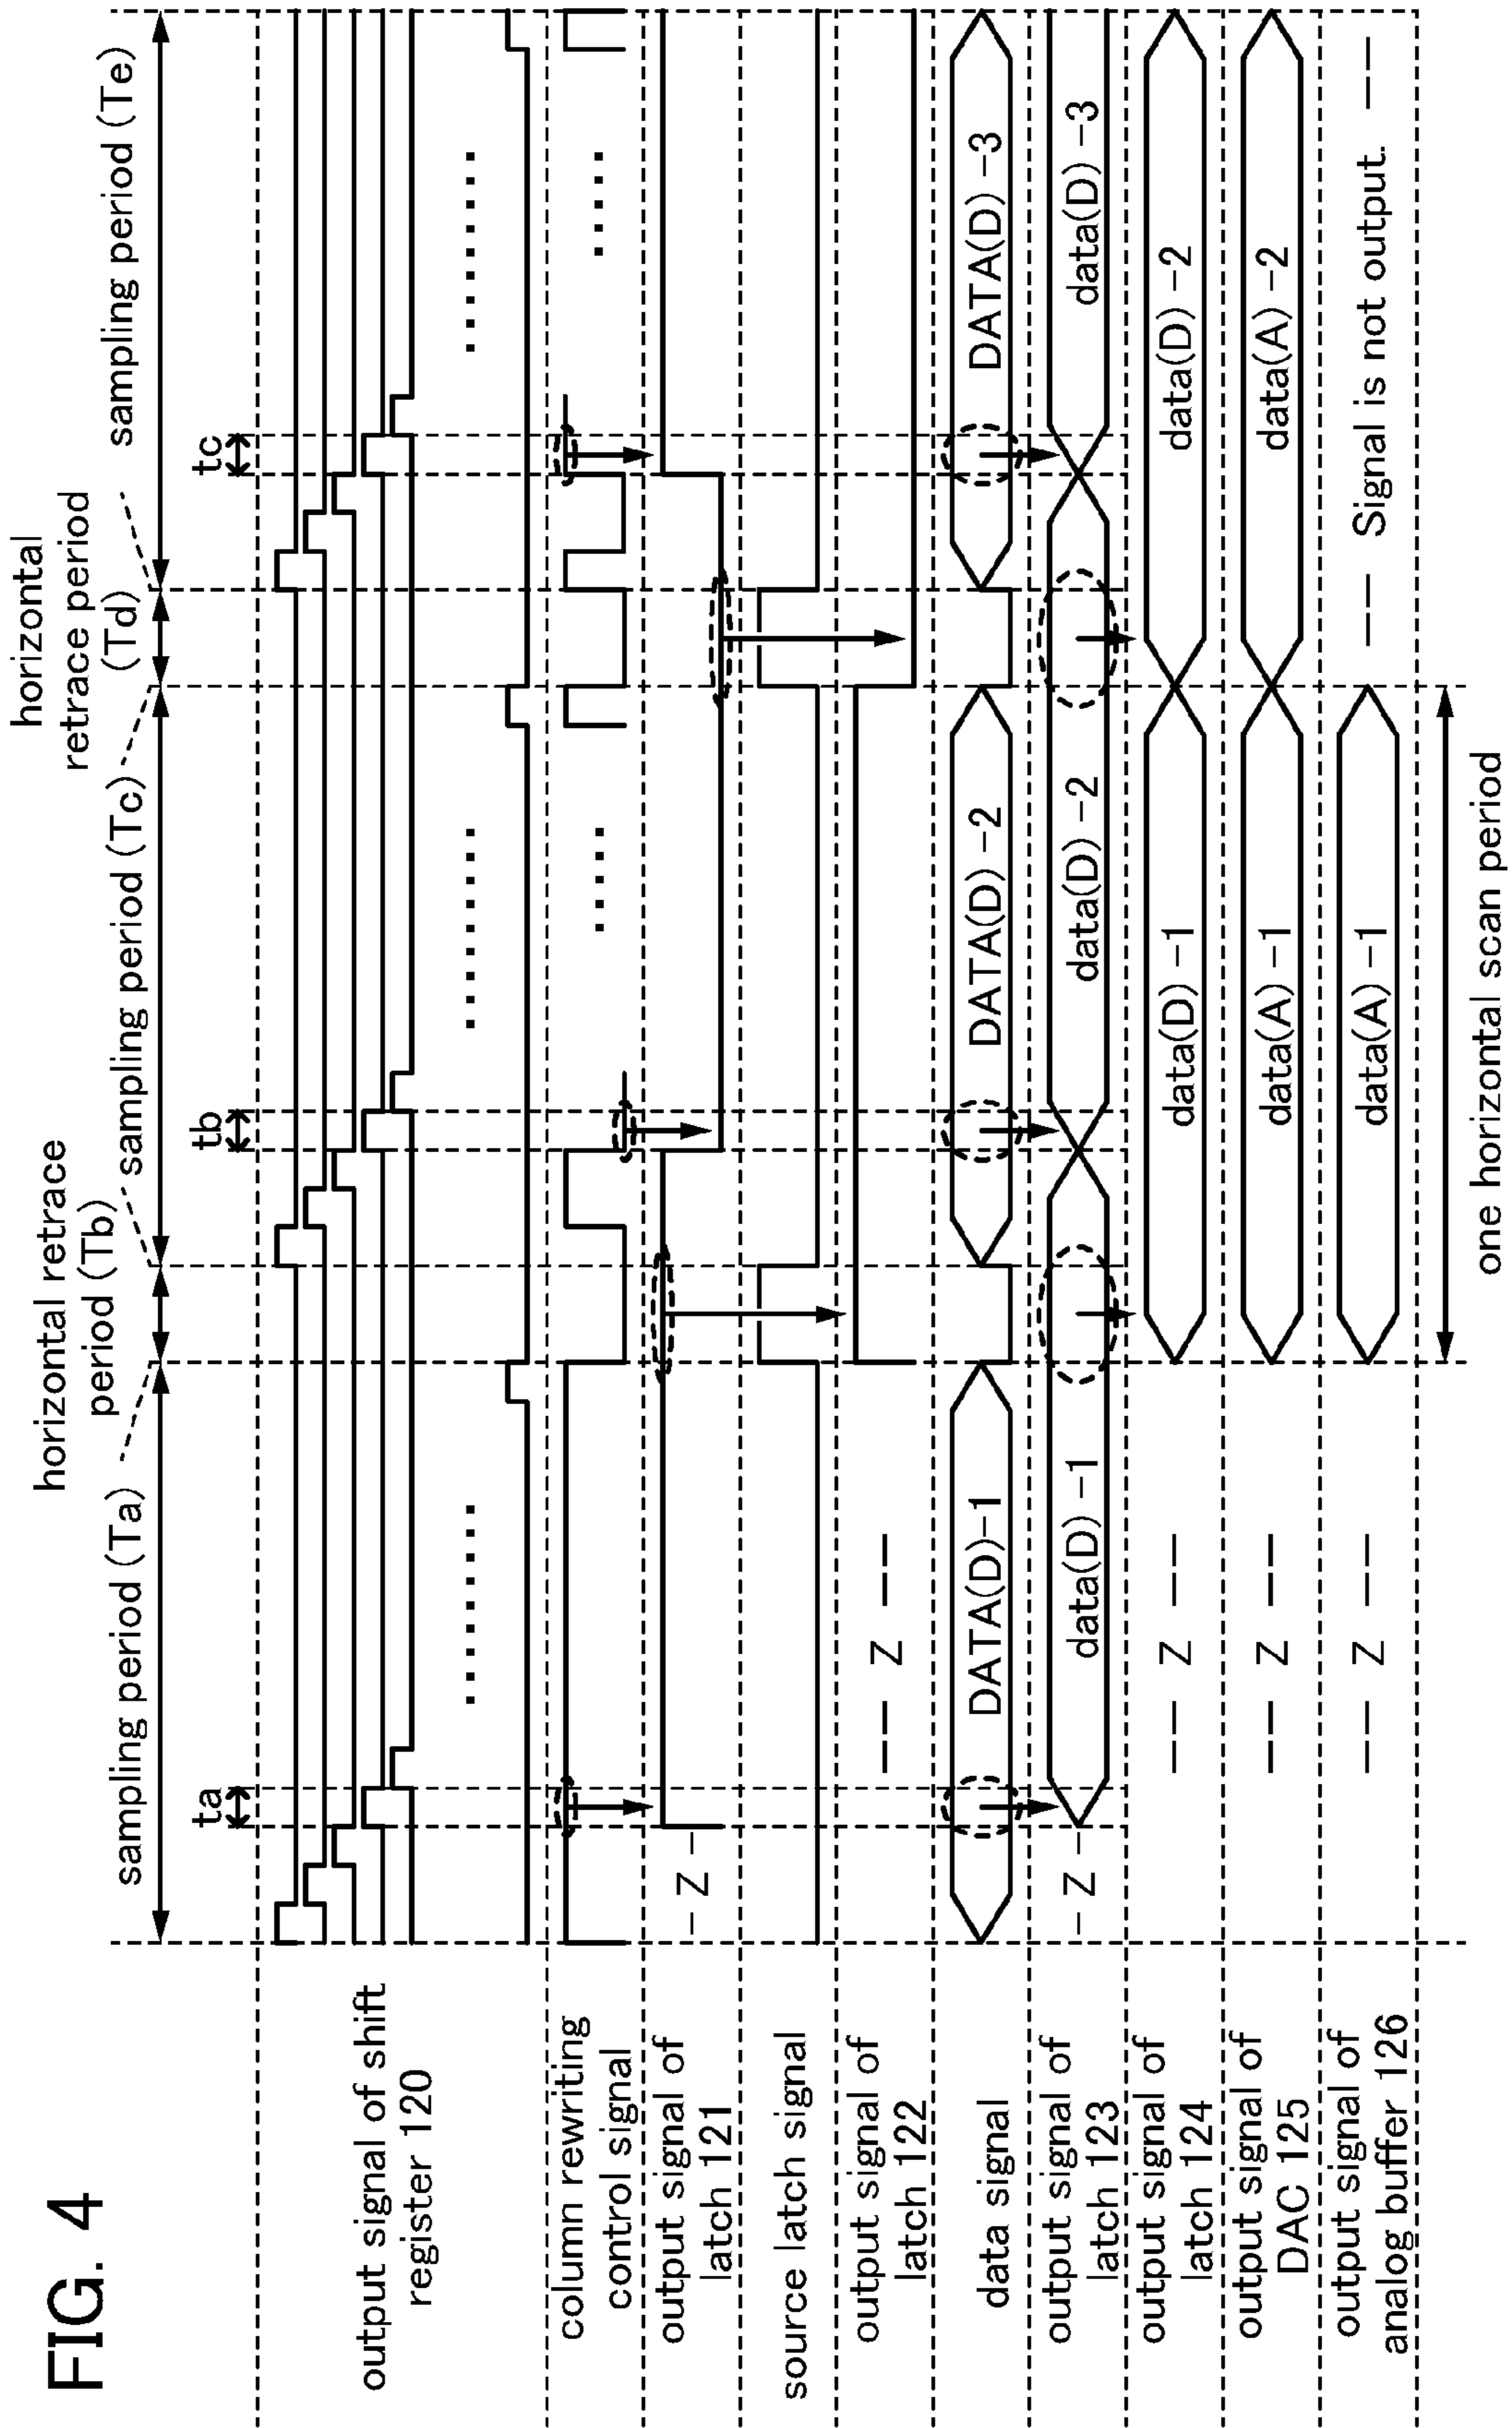 FIG. 4
horizontal retrace
period (Tb)
horizontal
retrace period
(Td)
sampling period (Ta)
sampling period (Tc)
sampling period (Te)
ta
tb
tc
output signal of shift
register 120
column rewriting
control signal
output signal of
latch 121
- Z -
source latch signal
output signal of
latch 122
-- Z --
data signal
DATA(D)-1
DATA(D)-2
DATA(D)-3
output signal of
latch 123
- Z -
data(D)-1
data(D)-2
data(D)-3
output signal of
latch 124
-- Z --
data(D)-1
data(D)-2
output signal of
DAC 125
-- Z --
data(A)-1
data(A)-2
output signal of
analog buffer 126
-- Z --
data(A)-1
-- Signal is not output. --
one horizontal scan period